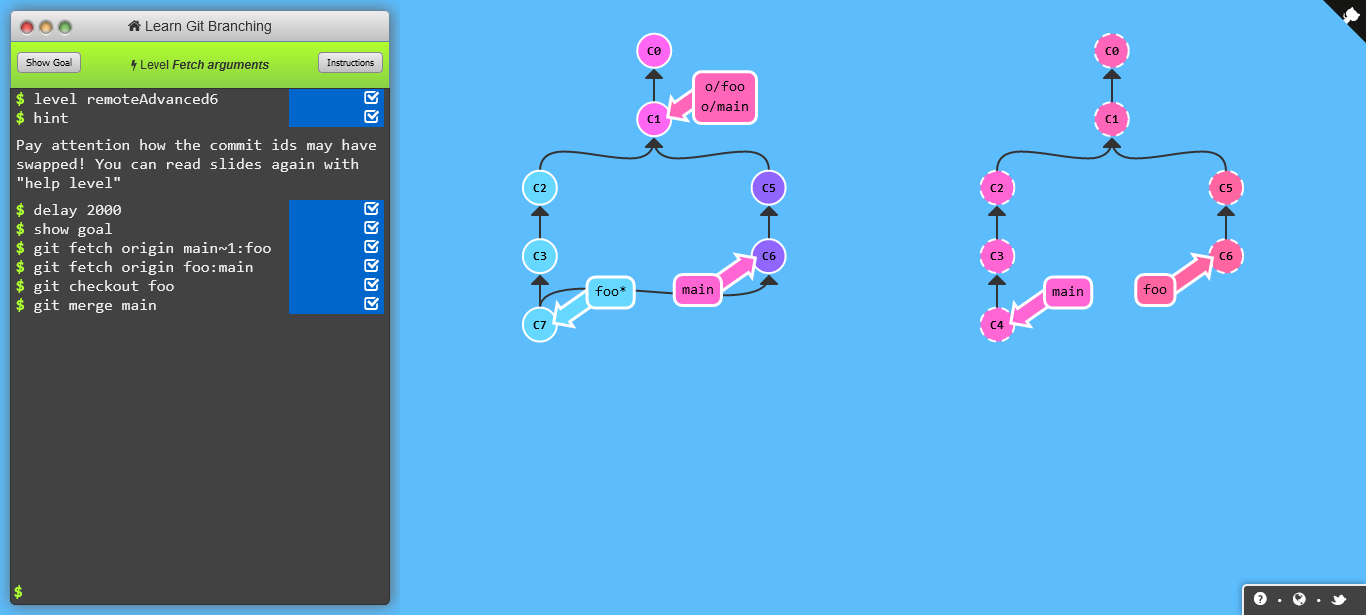 Learn Git Branching
Show Goal
Level Fetch arguments
Instructions
$ level remoteAdvanced6
$ hint
Pay attention how the commit ids may have
swapped! You can read slides again with
"help level"
$ delay 2000
$ show goal
$ git fetch origin main~1:foo
$ git fetch origin foo:main
$ git checkout foo
$ git merge main
$
C0
o/foo
o/main
C1
C2
C5
C3
C6
foo*
main
C7
C0
C1
C2
C5
C3
C6
main
foo
C4